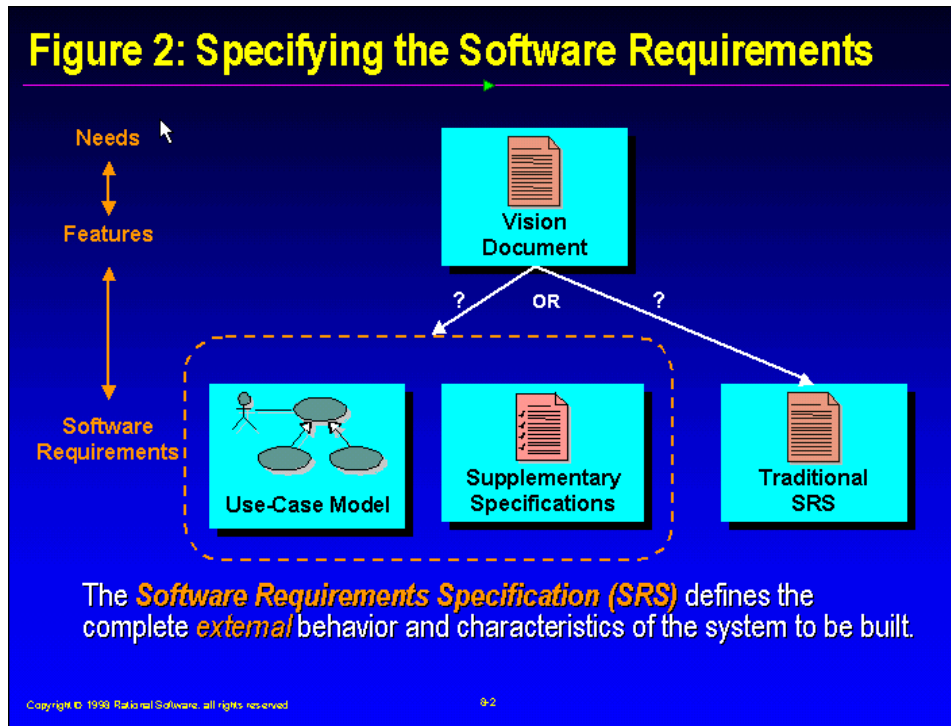 Figure 2: Specifying the Software Requirements
Needs
Features
Vision
Document
?
OR
?
Software
Requirements
Use-Case Model
Supplementary
Specifications
Traditional
SRS
The Software Requirements Specification (SRS) defines the
complete external behavior and characteristics of the system to be built.
Copyright © 1998 Rational Software, all rights reserved
8-2